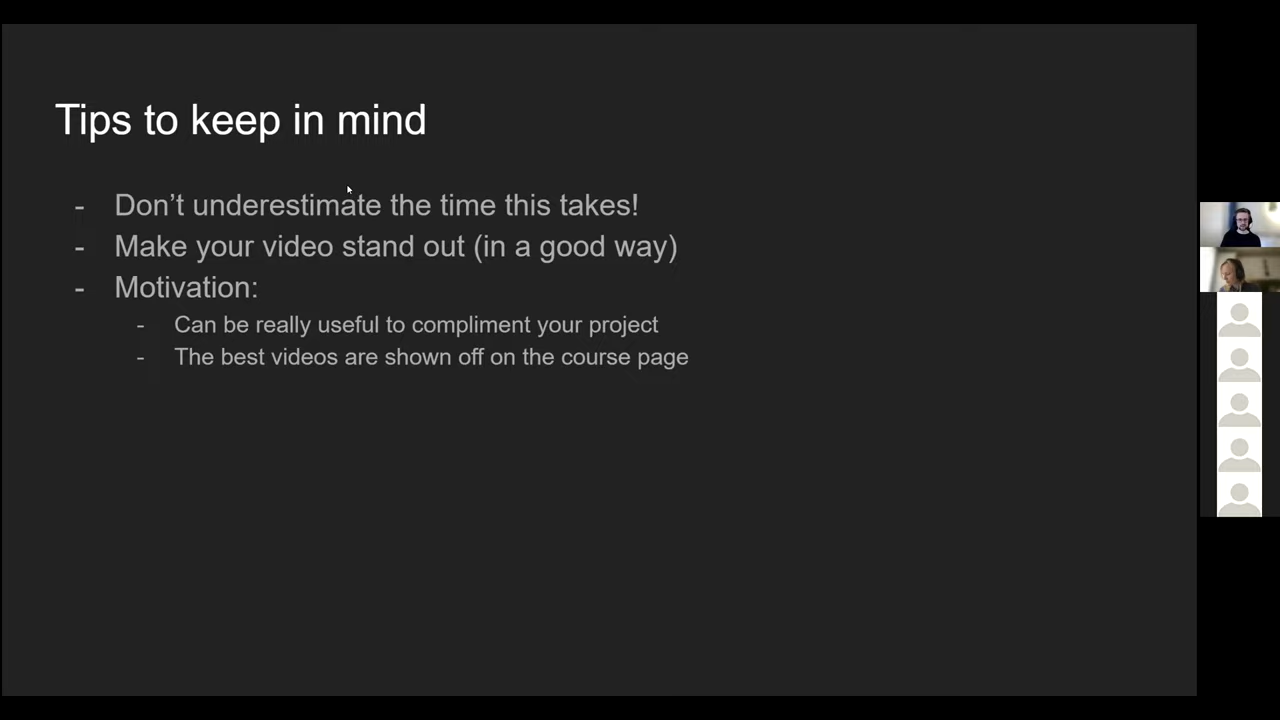 Tips to keep in mind
- Don’t underestimate the time this takes!
- Make your video stand out (in a good way)
- Motivation:
- Can be really useful to compliment your project
- The best videos are shown off on the course page